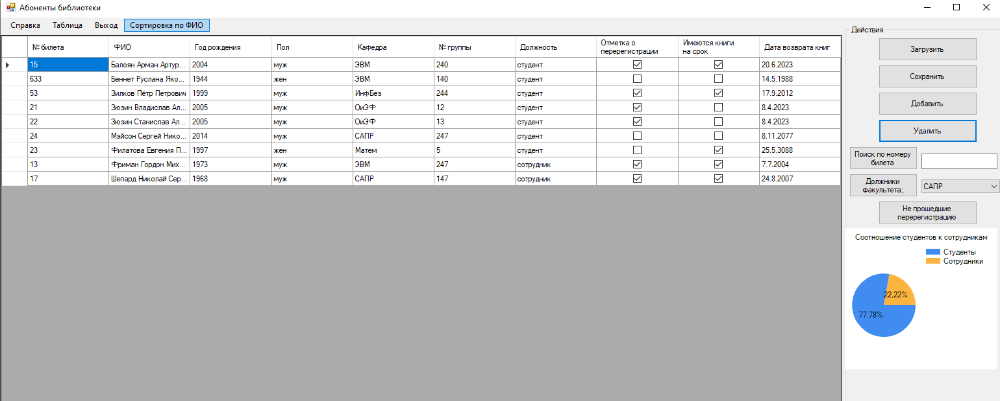 Абоненты библиотеки
Справка Таблица Выход Сортировка по ФИО
№ билета ФИО Год рождения Пол Кафедра № группы Должность Отметка о перерегистрации Имеются книги на срок Дата возврата книг
15 Балоян Арман Артур... 2004 муж ЭВМ 240 студент 20.6.2023
633 Беннет Руслана Яко... 1944 жен ЭВМ 140 студент 14.5.1988
53 Зилков Пётр Петрович 1999 муж ИнфБез 244 студент 17.9.2012
21 Зюзин Владислав Ал... 2005 муж ОиЭФ 12 студент 8.4.2023
22 Зюзин Станислав Ал... 2005 муж ОиЭФ 13 студент 8.4.2023
24 Мэйсон Сергей Нико... 2014 муж САПР 247 студент 8.11.2077
23 Филатова Евгения П... 1997 жен Матем 5 студент 25.5.3088
13 Фриман Гордон Мих... 1973 муж ЭВМ 247 сотрудник 7.7.2004
17 Шепард Николай Сер... 1968 муж САПР 147 сотрудник 24.8.2007
Действия
Загрузить
Сохранить
Добавить
Удалить
Поиск по номеру
билета
Должники
факультета;
САПР
Не прошедшие
перерегистрацию
Соотношение студентов к сотрудникам
Студенты
Сотрудники
22,22%
77,78%